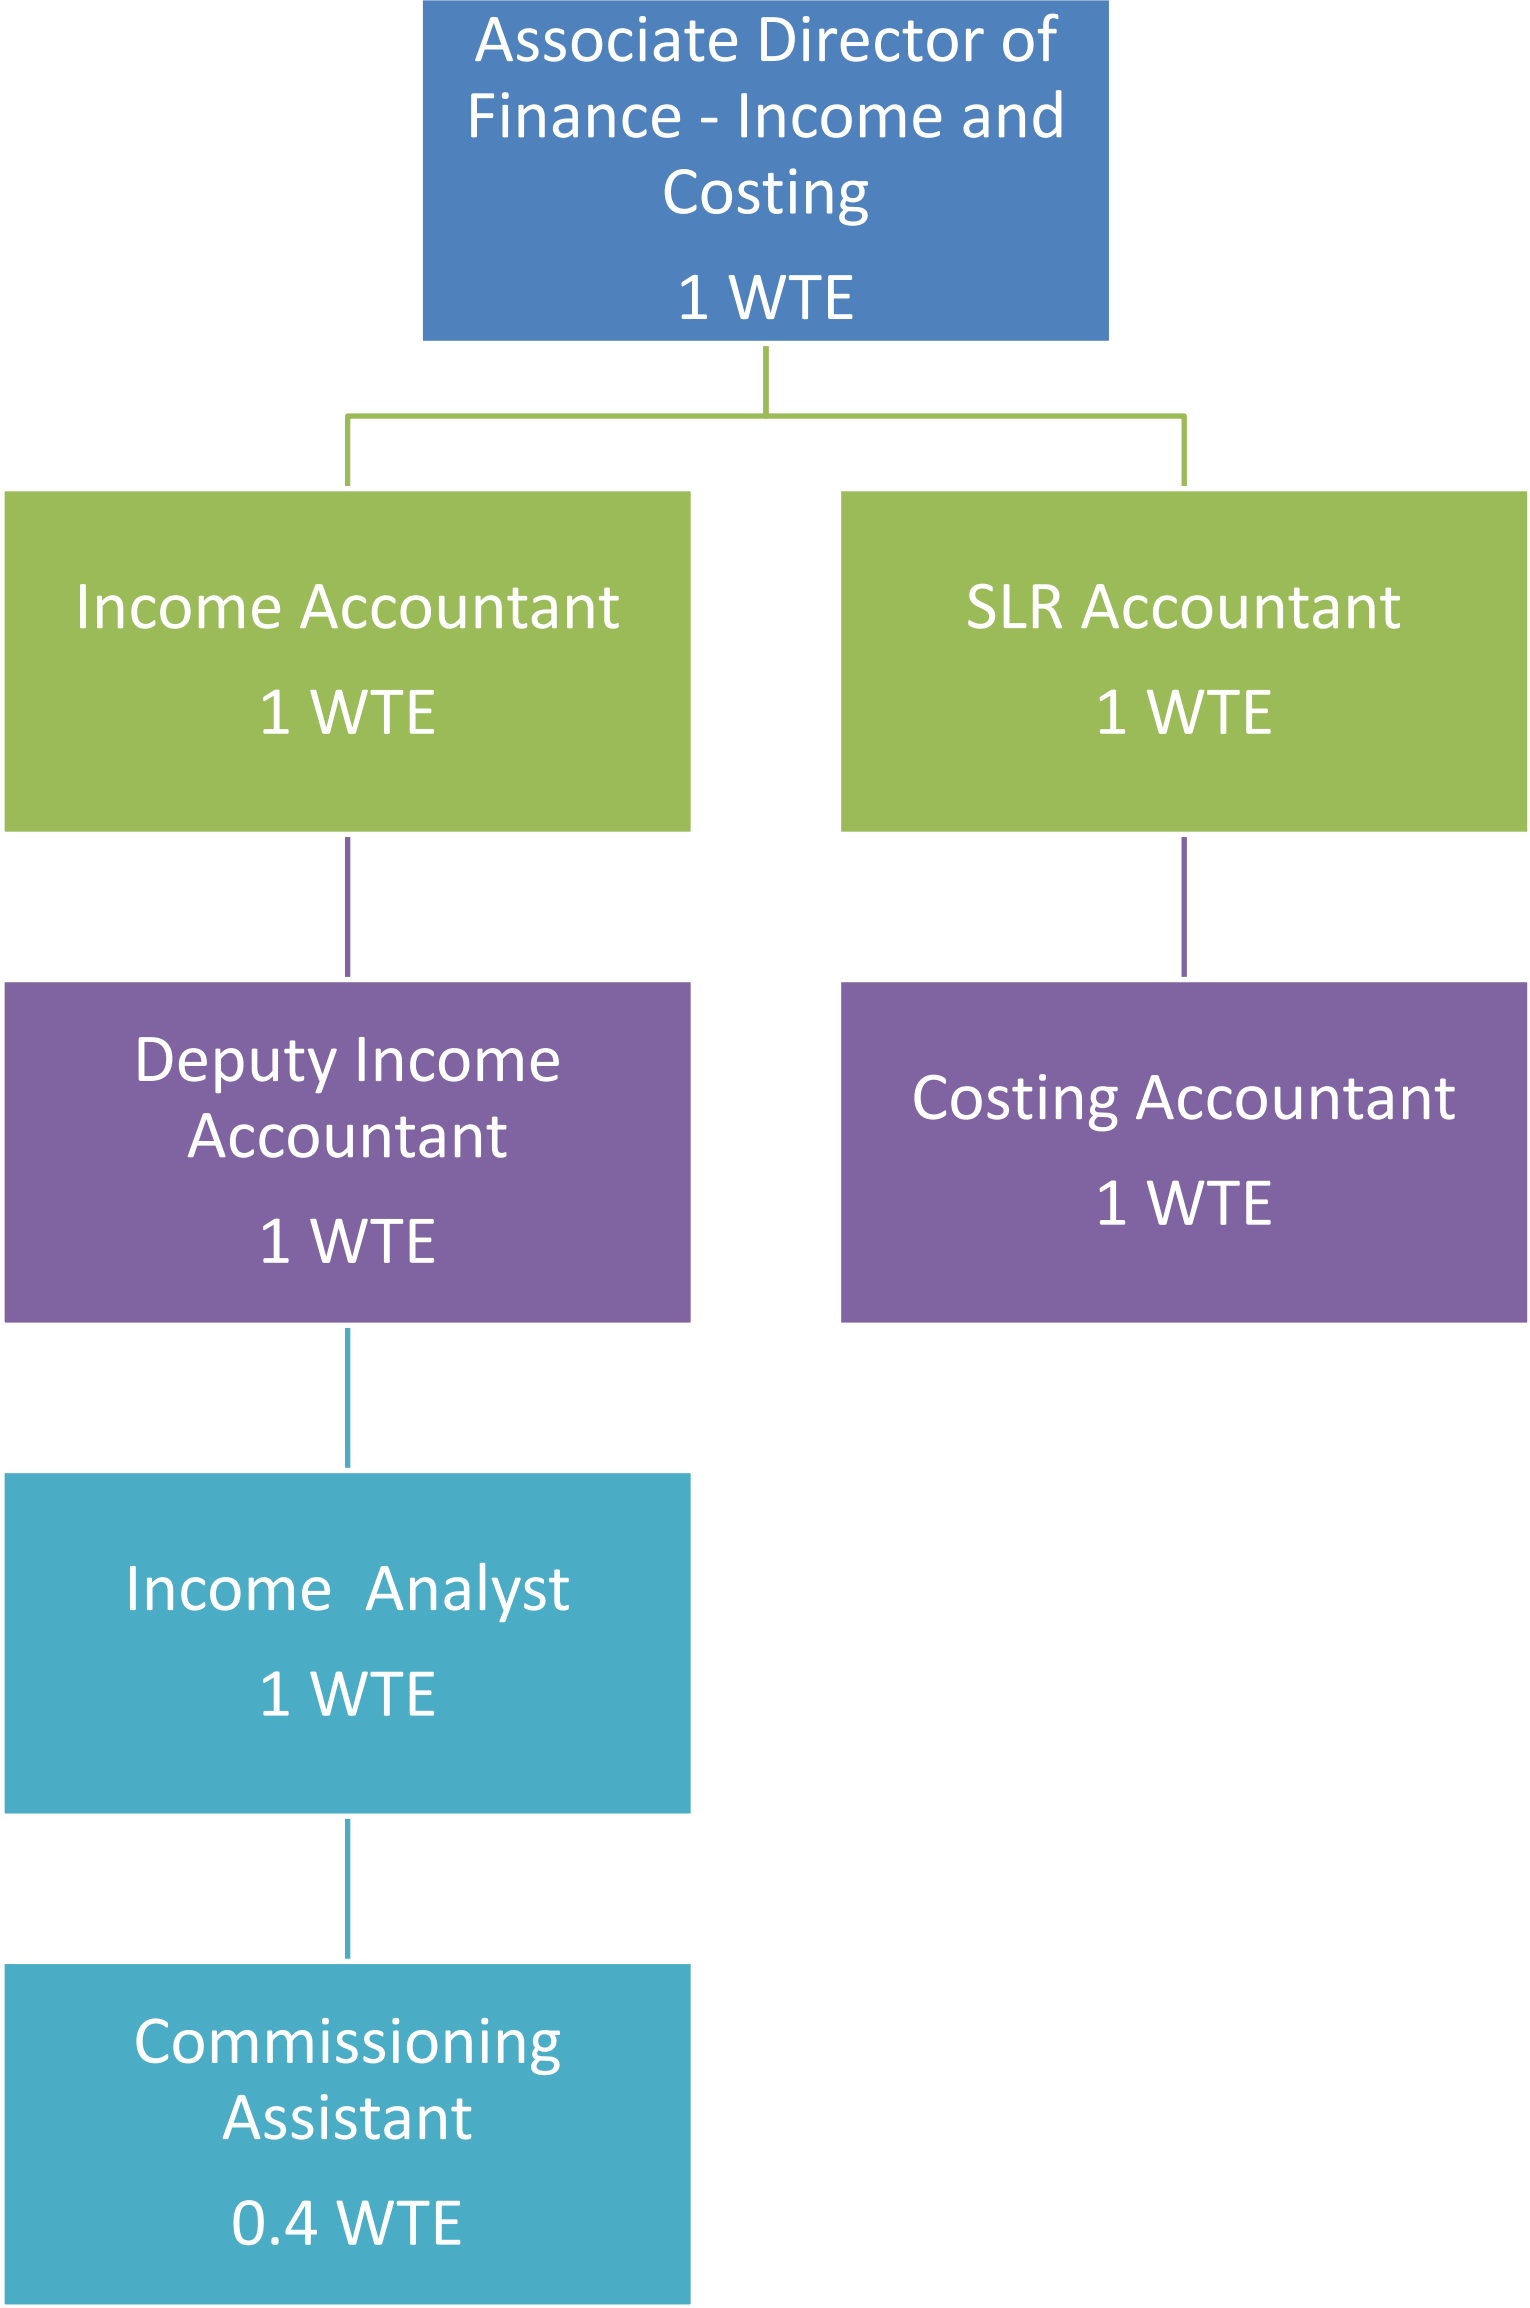 Associate Director of
Finance - Income and
Costing
1 WTE
Income Accountant
1 WTE
SLR Accountant
1 WTE
Deputy Income
Accountant
1 WTE
Costing Accountant
1 WTE
Income  Analyst
1 WTE
Commissioning
Assistant
0.4 WTE